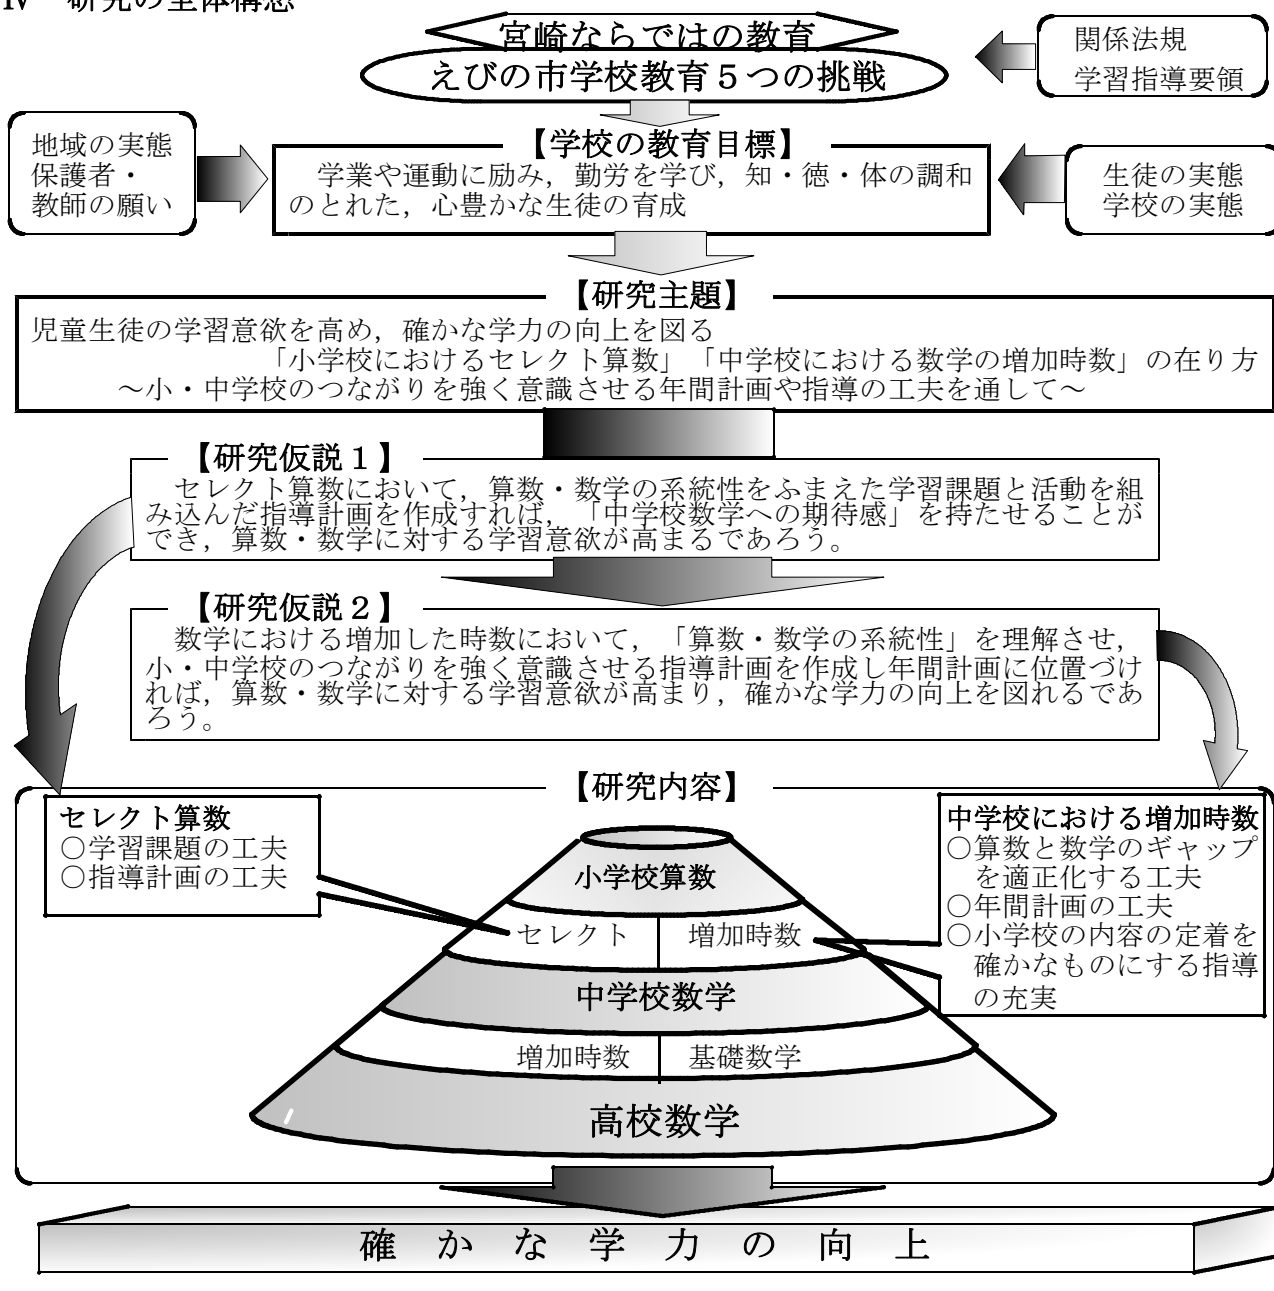 Ⅳ 研究の全体構想
宮崎ならではの教育
えびの市学校教育５つの挑戦
関係法規
学習指導要領
地域の実態
保護者・
教師の願い
【学校の教育目標】
学業や運動に励み，勤労を学び，知・徳・体の調和
のとれた，心豊かな生徒の育成
生徒の実態
学校の実態
【研究主題】
児童生徒の学習意欲を高め，確かな学力の向上を図る
「小学校におけるセレクト算数」「中学校における数学の増加時数」の在り方
～小・中学校のつながりを強く意識させる年間計画や指導の工夫を通して～
【研究仮説１】
セレクト算数において，算数・数学の系統性をふまえた学習課題と活動を組
み込んだ指導計画を作成すれば，「中学校数学への期待感」を持たせることが
でき，算数・数学に対する学習意欲が高まるであろう。
【研究仮説２】
数学における増加した時数において，「算数・数学の系統性」を理解させ，
小・中学校のつながりを強く意識させる指導計画を作成し年間計画に位置づけ
れば，算数・数学に対する学習意欲が高まり，確かな学力の向上を図れるであ
ろう。
【研究内容】
セレクト算数
○学習課題の工夫
○指導計画の工夫
中学校における増加時数
○算数と数学のギャップ
を適正化する工夫
○年間計画の工夫
○小学校の内容の定着を
確かなものにする指導
の充実
小学校算数
セレクト 増加時数
中学校数学
増加時数 基礎数学
高校数学
確かな学力の向上